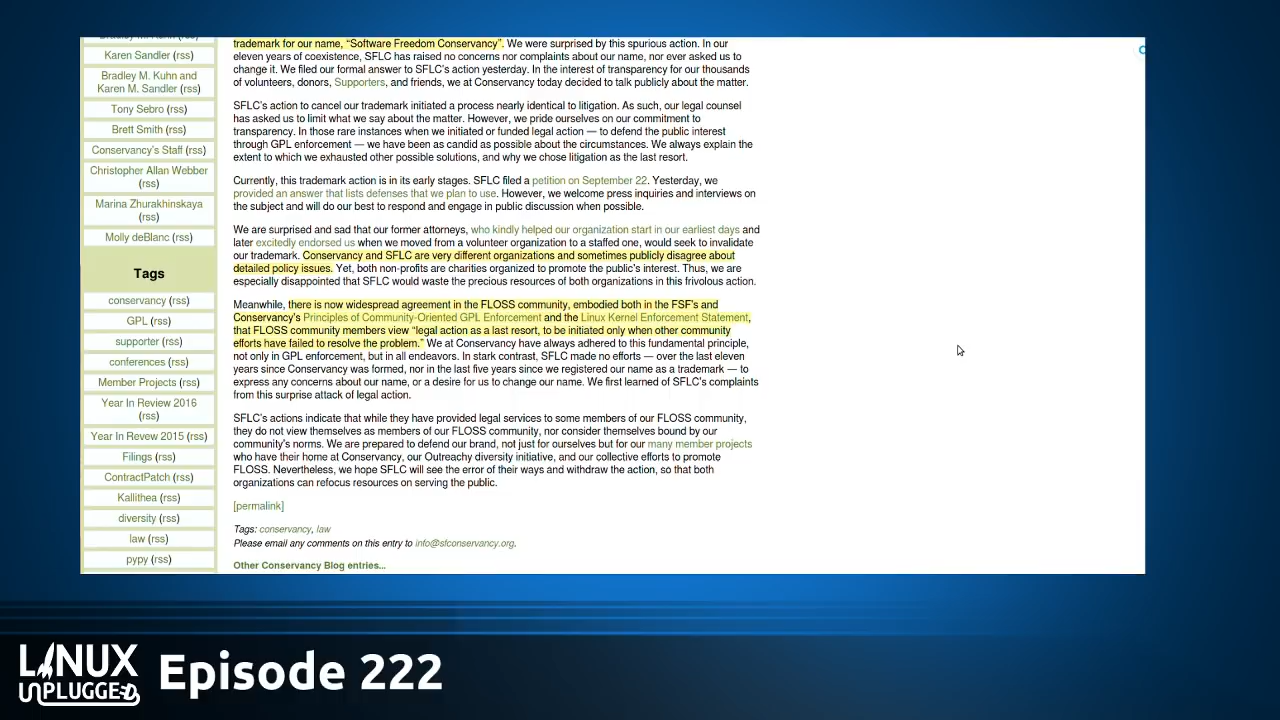 Karen Sandler (rss)
Bradley M. Kuhn and
Karen M. Sandler (rss)
Tony Sebro (rss)
Brett Smith (rss)
Conservancy's Staff (rss)
Christopher Allan Webber
(rss)
Marina Zhurakhinskaya
(rss)
Molly deBlanc (rss)
Tags
conservancy (rss)
GPL (rss)
supporter (rss)
conferences (rss)
Member Projects (rss)
Year In Review 2016
(rss)
Year In Revew 2015 (rss)
Filings (rss)
ContractPatch (rss)
Kallithea (rss)
diversity (rss)
law (rss)
pypy (rss)
trademark for our name, “Software Freedom Conservancy”. We were surprised by this spurious action. In our
eleven years of coexistence, SFLC has raised no concerns nor complaints about our name, nor ever asked us to
change it. We filed our formal answer to SFLC's action yesterday. In the interest of transparency for our thousands
of volunteers, donors, Supporters, and friends, we at Conservancy today decided to talk publicly about the matter.
SFLC's action to cancel our trademark initiated a process nearly identical to litigation. As such, our legal counsel
has asked us to limit what we say about the matter. However, we pride ourselves on our commitment to
transparency. In those rare instances when we initiated or funded legal action — to defend the public interest
through GPL enforcement — we have been as candid as possible about the circumstances. We always explain the
extent to which we exhausted other possible solutions, and why we chose litigation as the last resort.
Currently, this trademark action is in its early stages. SFLC filed a petition on September 22. Yesterday, we
provided an answer that lists defenses that we plan to use. However, we welcome press inquiries and interviews on
the subject and will do our best to respond and engage in public discussion when possible.
We are surprised and sad that our former attorneys, who kindly helped our organization start in our earliest days and
later excitedly endorsed us when we moved from a volunteer organization to a staffed one, would seek to invalidate
our trademark. Conservancy and SFLC are very different organizations and sometimes publicly disagree about
detailed policy issues. Yet, both non-profits are charities organized to promote the public's interest. Thus, we are
especially disappointed that SFLC would waste the precious resources of both organizations in this frivolous action.
Meanwhile, there is now widespread agreement in the FLOSS community, embodied both in the FSF's and
Conservancy's Principles of Community-Oriented GPL Enforcement and the Linux Kernel Enforcement Statement,
that FLOSS community members view “legal action as a last resort, to be initiated only when other community
efforts have failed to resolve the problem.” We at Conservancy have always adhered to this fundamental principle,
not only in GPL enforcement, but in all endeavors. In stark contrast, SFLC made no efforts — over the last eleven
years since Conservancy was formed, nor in the last five years since we registered our name as a trademark — to
express any concerns about our name, or a desire for us to change our name. We first learned of SFLC's complaints
from this surprise attack of legal action.
SFLC's actions indicate that while they have provided legal services to some members of our FLOSS community,
they do not view themselves as members of our FLOSS community, nor consider themselves bound by our
community's norms. We are prepared to defend our brand, not just for ourselves but for our many member projects
who have their home at Conservancy, our Outreachy diversity initiative, and our collective efforts to promote
FLOSS. Nevertheless, we hope SFLC will see the error of their ways and withdraw the action, so that both
organizations can refocus resources on serving the public.
[permalink]
Tags: conservancy, law
Please email any comments on this entry to info@sfconservancy.org.
Other Conservancy Blog entries...
LINUX
UNPLUGGED
Episode 222